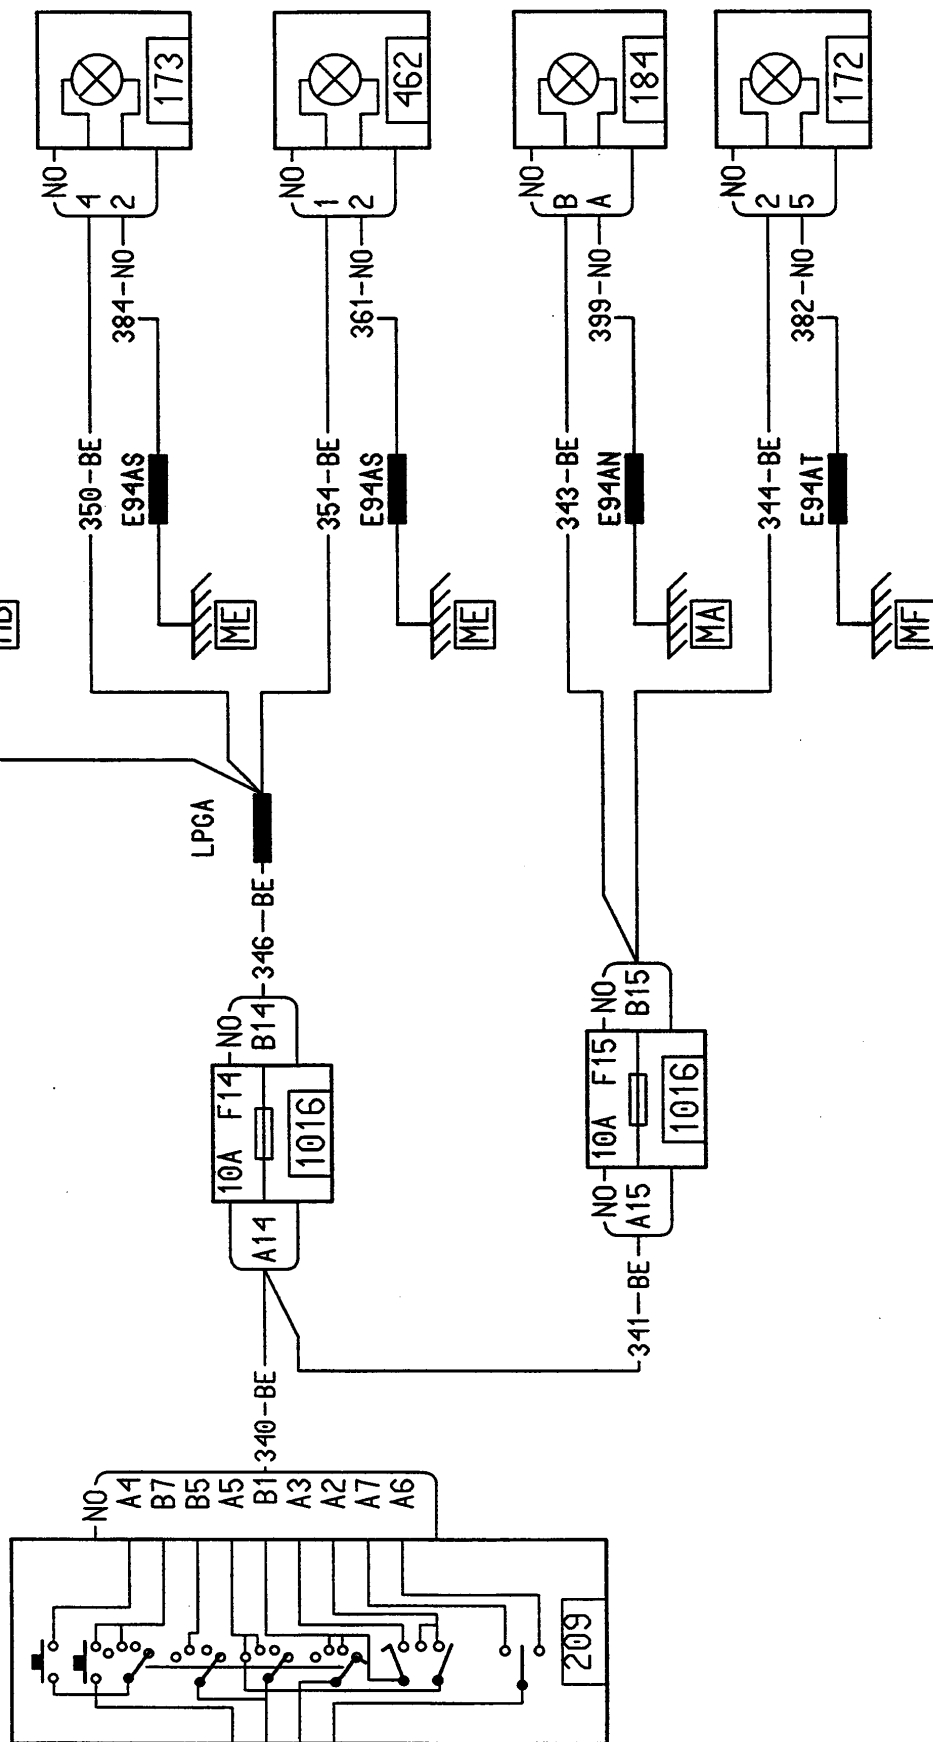 173
462
184
172
NO
4
2
NO
1
2
NO
B
A
NO
2
5
384-NO
361-NO
399-NO
382-NO
350-BE
E94AS
354-BE
E94AS
343-BE
E94AN
344-BE
E94AT
ME
ME
MA
MF
LPGA
346-BE
NO
B14
10A F14
1016
A14
NO
B15
10A F15
1016
NO
A15
341-BE
340-BE
NO
A4
B7
B5
A5
B1
A3
A2
A7
A6
209